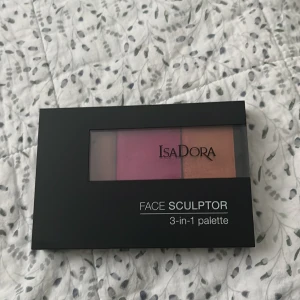 ISADORA
FACE SCULPTOR
3-in-1 palette